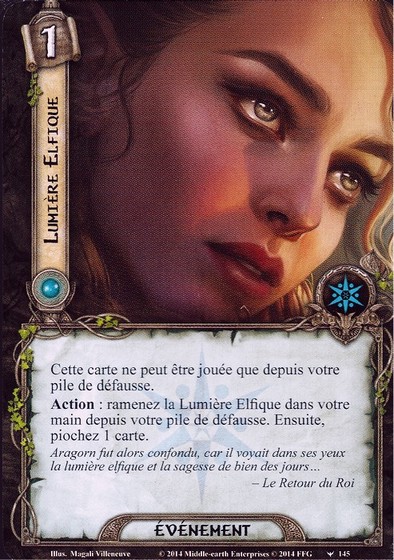 1
Lumière Elfique
Cette carte ne peut être jouée que depuis votre
pile de défausse.
Action : ramenez la Lumière Elfique dans votre
main depuis votre pile de défausse. Ensuite,
piochez 1 carte.
Aragorn fut alors confondu, car il voyait dans ses yeux
la lumière elfique et la sagesse de bien des jours…
– Le Retour du Roi
ÉVÉNEMENT
Illus. Magali Villeneuve © 2014 Middle-earth Enterprises © 2014 FFG 145